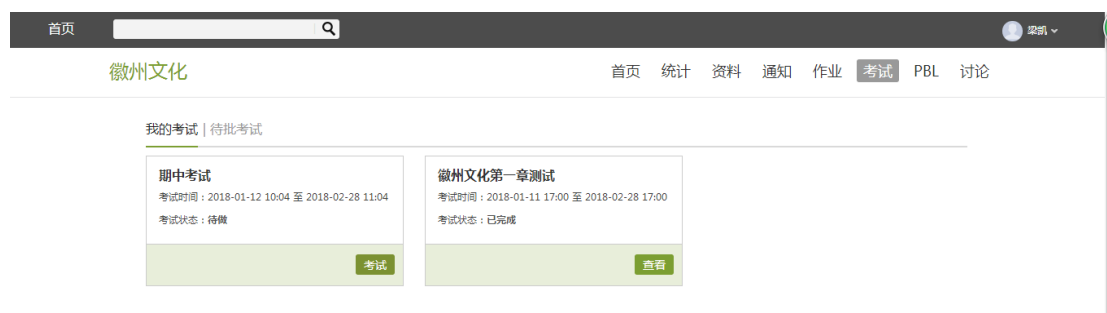 首页 梁凯
徽州文化 首页 统计 资料 通知 作业 考试 PBL 讨论
我的考试 | 待批考试
期中考试
考试时间：2018-01-12 10:04 至 2018-02-28 11:04
考试状态：待做
考试
徽州文化第一章测试
考试时间：2018-01-11 17:00 至 2018-02-28 17:00
考试状态：已完成
查看